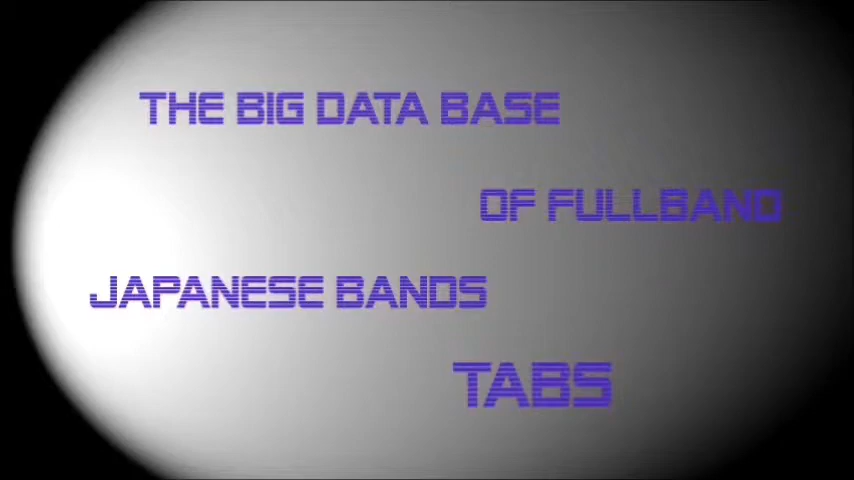 THE BIG DATA BASE
OF FULLBAND
JAPANESE BANDS
TABS